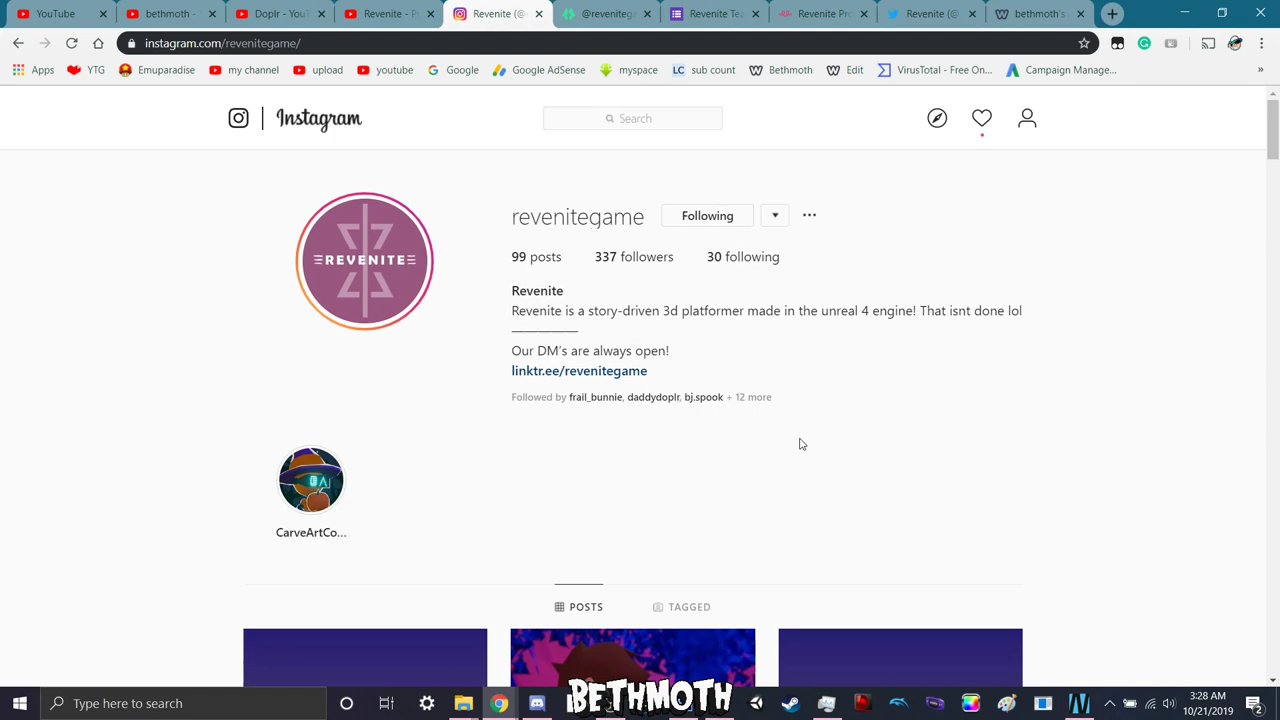 YouTube
bethmoth -
Doplr - YouT
Revenite - P
Revenite (@
@revenitega
Revenite Tea
Revenite Pro
Revenite (@
bethmoth's
instagram.com/revenitegame/
Apps
YTG
Emuparadise
my channel
upload
youtube
Google
Google AdSense
myspace
LC sub count
Bethmoth
Edit
VirusTotal - Free On...
Campaign Manage...
»
Instagram
Search
revenitegame
Following
99 posts 337 followers 30 following
REVENITE
Revenite
Revenite is a story-driven 3d platformer made in the unreal 4 engine! That isnt done lol
——————
Our DM's are always open!
linktr.ee/revenitegame
Followed by frail_bunnie, daddydoplr, bj.spook + 12 more
CarveArtCo...
POSTS
TAGGED
BETHMOTH
Type here to search
3:28 AM
10/21/2019
2